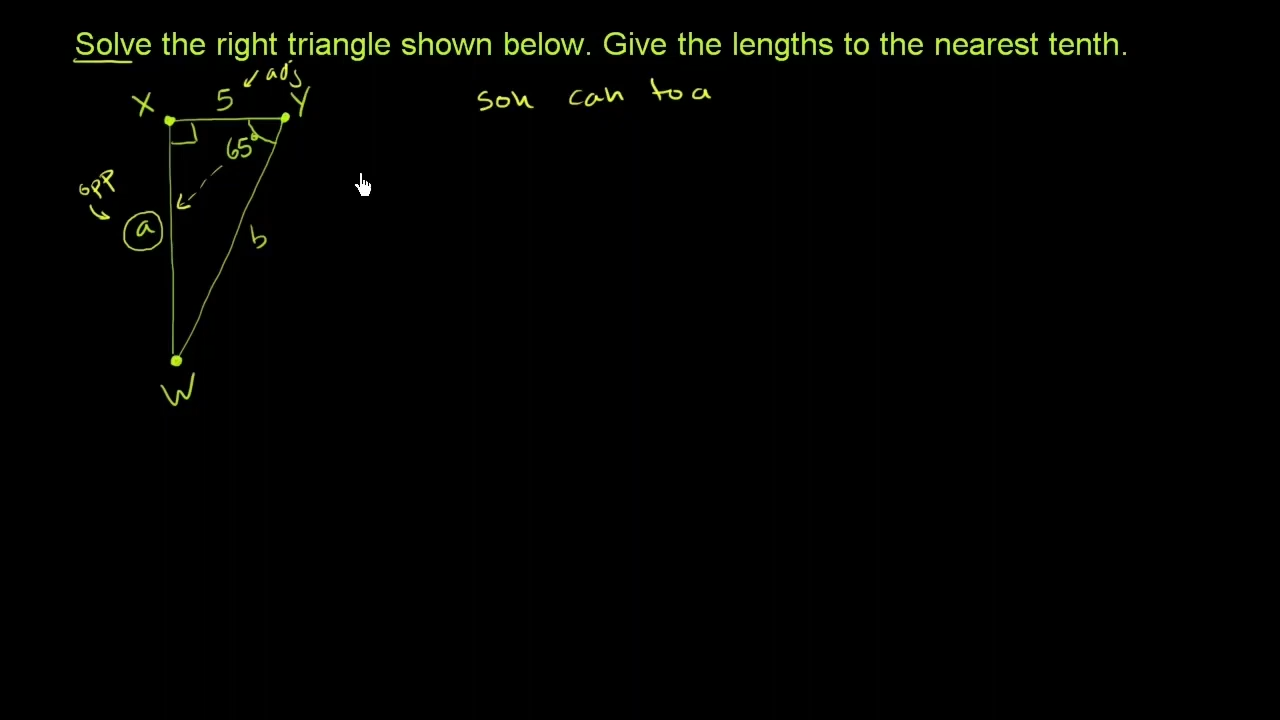 Solve the right triangle shown below. Give the lengths to the nearest tenth.
adj
X 5 Y
soh cah toa
65°
opp
a
b
W